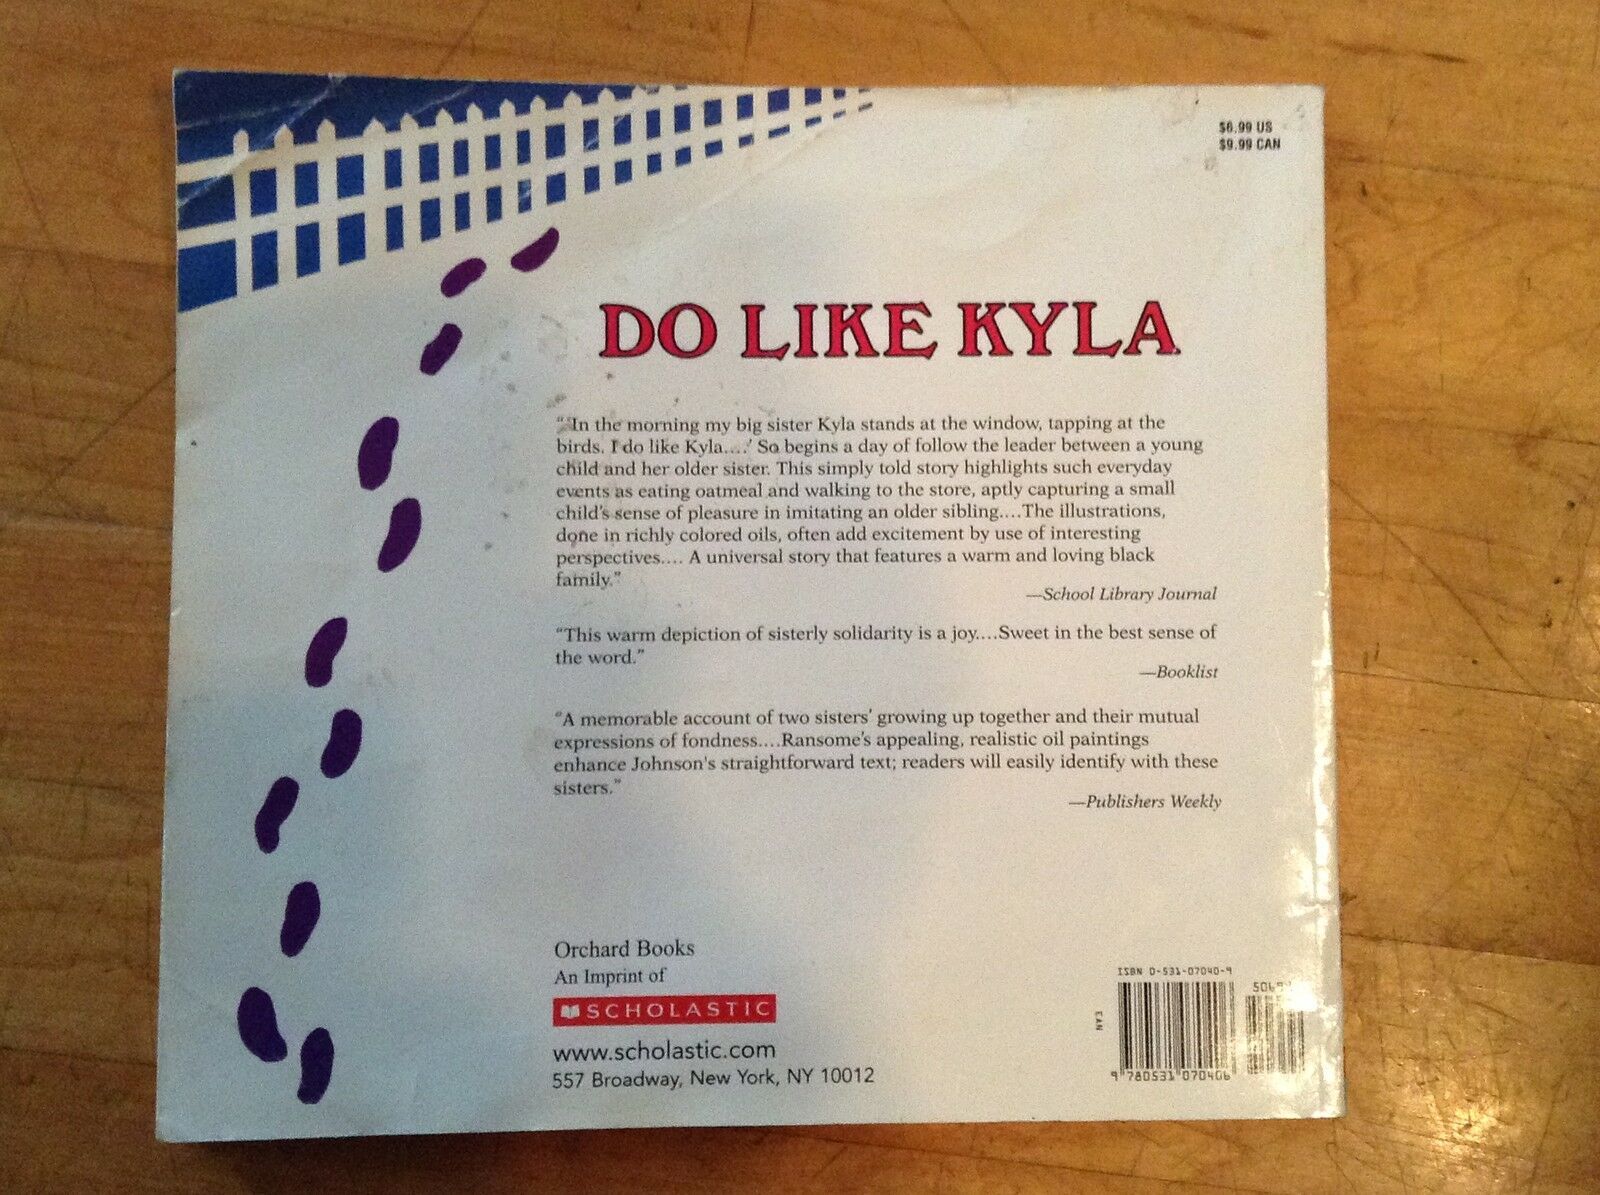 $6.99 US
$9.99 CAN
DO LIKE KYLA
"'In the morning my big sister Kyla stands at the window, tapping at the
birds. I do like Kyla....' So begins a day of follow the leader between a young
child and her older sister. This simply told story highlights such everyday
events as eating oatmeal and walking to the store, aptly capturing a small
child's sense of pleasure in imitating an older sibling....The illustrations,
done in richly colored oils, often add excitement by use of interesting
perspectives.... A universal story that features a warm and loving black
family."
—School Library Journal
"This warm depiction of sisterly solidarity is a joy....Sweet in the best sense of
the word."
—Booklist
"A memorable account of two sisters' growing up together and their mutual
expressions of fondness....Ransome's appealing, realistic oil paintings
enhance Johnson's straightforward text; readers will easily identify with these
sisters."
—Publishers Weekly
Orchard Books
An Imprint of
SCHOLASTIC
www.scholastic.com
557 Broadway, New York, NY 10012
ISBN 0-531-07040-9
EAN
9 780531 070406